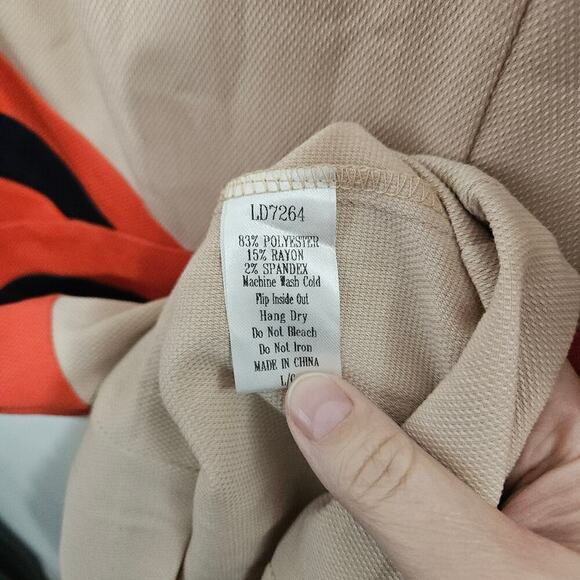 LD7264
83% POLYESTER
15% RAYON
2% SPANDEX
Machine Wash Cold
Flip Inside Out
Hang Dry
Do Not Bleach
Do Not Iron
MADE IN CHINA